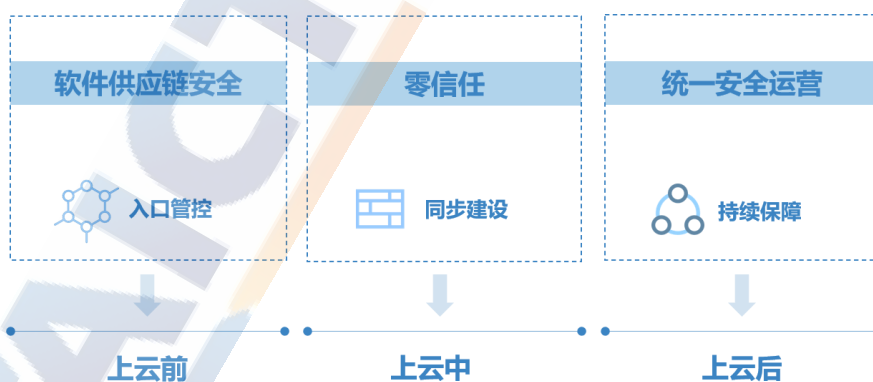 软件供应链安全
零信任
统一安全运营
入口管控
同步建设
持续保障
上云前
上云中
上云后